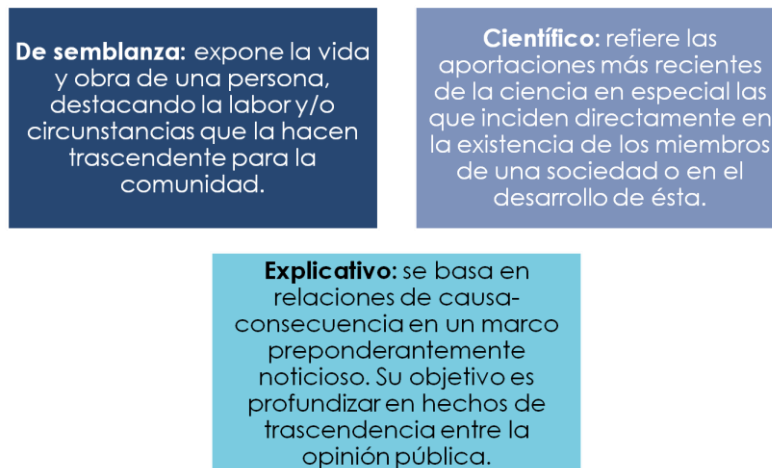 De semblanza: expone la vida
y obra de una persona,
destacando la labor y/o
circunstancias que la hacen
trascendente para la
comunidad.
Científico: refiere las
aportaciones más recientes
de la ciencia en especial las
que inciden directamente en
la existencia de los miembros
de una sociedad o en el
desarrollo de ésta.
Explicativo: se basa en
relaciones de causa-
consecuencia en un marco
preponderantemente
noticioso. Su objetivo es
profundizar en hechos de
trascendencia entre la
opinión pública.